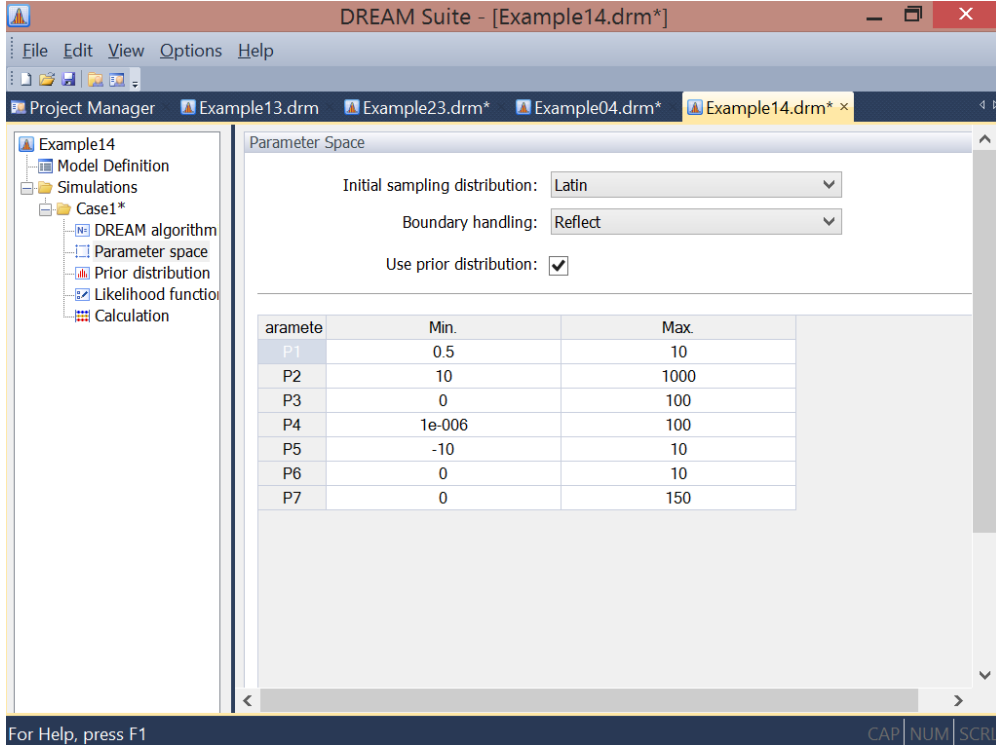 DREAM Suite - [Example14.drm*]
File Edit View Options Help
Project Manager Example13.drm Example23.drm* Example04.drm* Example14.drm*
Example14
Model Definition
Simulations
Case1*
DREAM algorithm
Parameter space
Prior distribution
Likelihood function
Calculation
Parameter Space
Initial sampling distribution: Latin
Boundary handling: Reflect
Use prior distribution:
aramete Min. Max.
P1 0.5 10
P2 10 1000
P3 0 100
P4 1e-006 100
P5 -10 10
P6 0 10
P7 0 150
For Help, press F1
CAP NUM SCRL